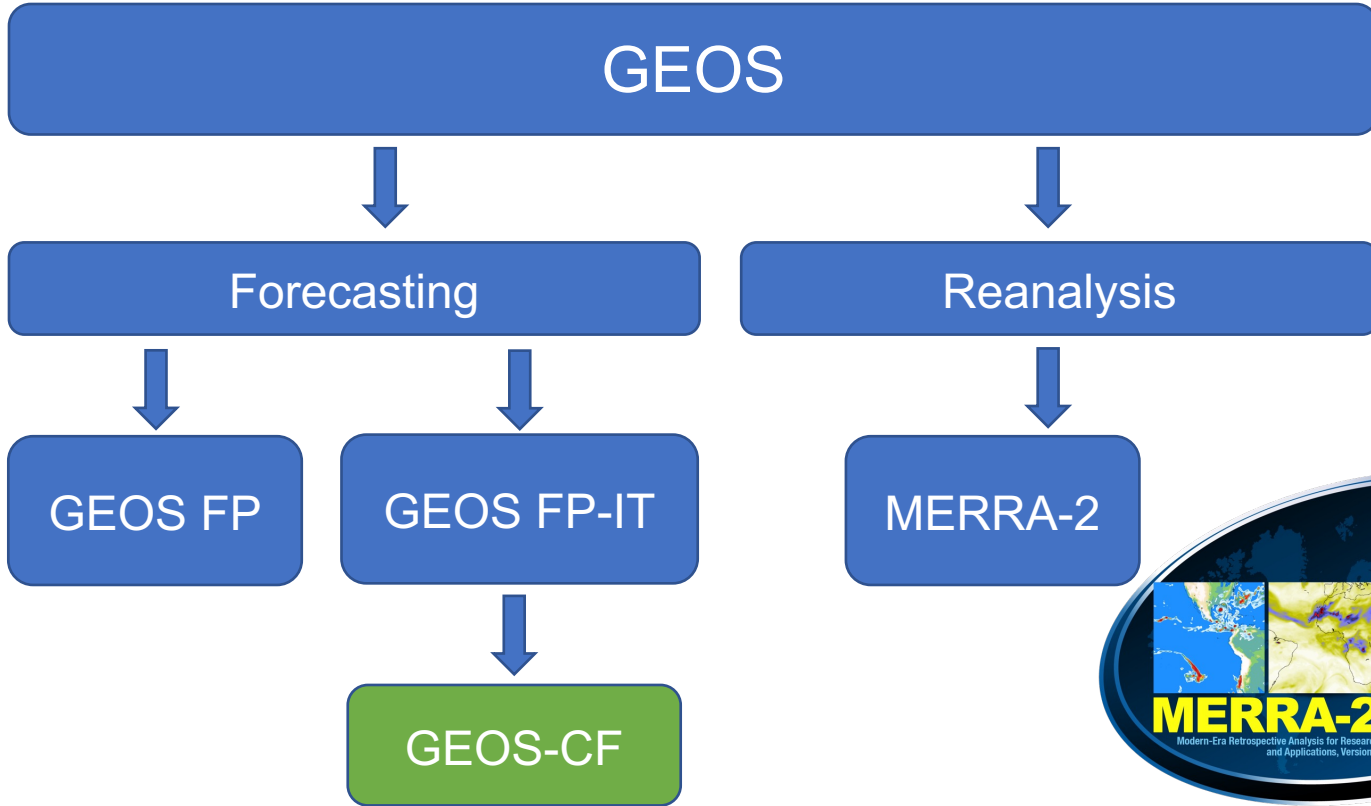 GEOS
Forecasting
Reanalysis
GEOS FP
GEOS FP-IT
MERRA-2
GEOS-CF
MERRA-2
Modern-Era Retrospective Analysis for Research
and Applications, Version